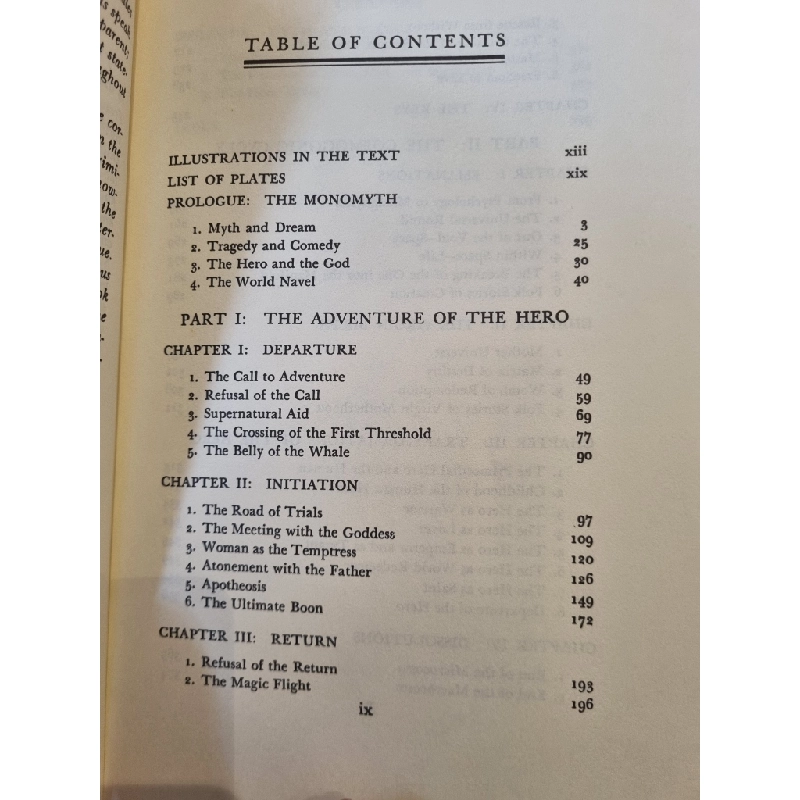 TABLE OF CONTENTS
ILLUSTRATIONS IN THE TEXT xiii
LIST OF PLATES xix
PROLOGUE: THE MONOMYTH
1. Myth and Dream 3
2. Tragedy and Comedy 25
3. The Hero and the God 30
4. The World Navel 40
PART I: THE ADVENTURE OF THE HERO
CHAPTER I: DEPARTURE
1. The Call to Adventure 49
2. Refusal of the Call 59
3. Supernatural Aid 69
4. The Crossing of the First Threshold 77
5. The Belly of the Whale 90
CHAPTER II: INITIATION
1. The Road of Trials 97
2. The Meeting with the Goddess 109
3. Woman as the Temptress 120
4. Atonement with the Father 126
5. Apotheosis 149
6. The Ultimate Boon 172
CHAPTER III: RETURN
1. Refusal of the Return 193
2. The Magic Flight 196
ix